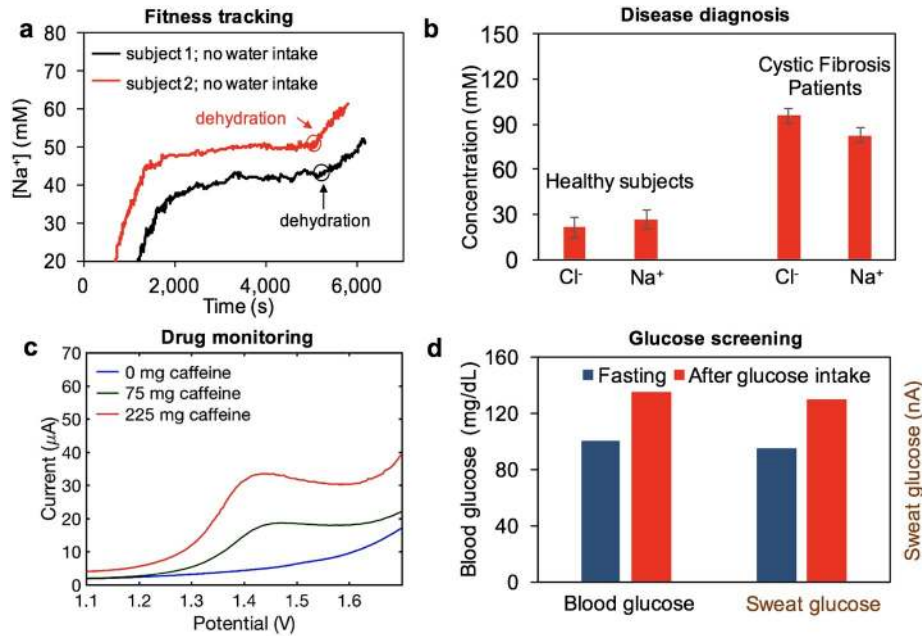 a
Fitness tracking
80
70
60
50
40
30
20
[Na⁺] (mM)
subject 1; no water intake
subject 2; no water intake
dehydration
dehydration
0
2,000
4,000
6,000
Time (s)
b
Disease diagnosis
150
120
90
60
30
0
Concentration (mM)
Cystic Fibrosis
Patients
Healthy subjects
Cl⁻
Na⁺
Cl⁻
Na⁺
c
Drug monitoring
70
60
50
40
30
20
10
0
Current (μA)
0 mg caffeine
75 mg caffeine
225 mg caffeine
1.1
1.2
1.3
1.4
1.5
1.6
Potential (V)
d
Glucose screening
160
120
80
40
0
Blood glucose (mg/dL)
Fasting
After glucose intake
Sweat glucose (nA)
Blood glucose
Sweat glucose